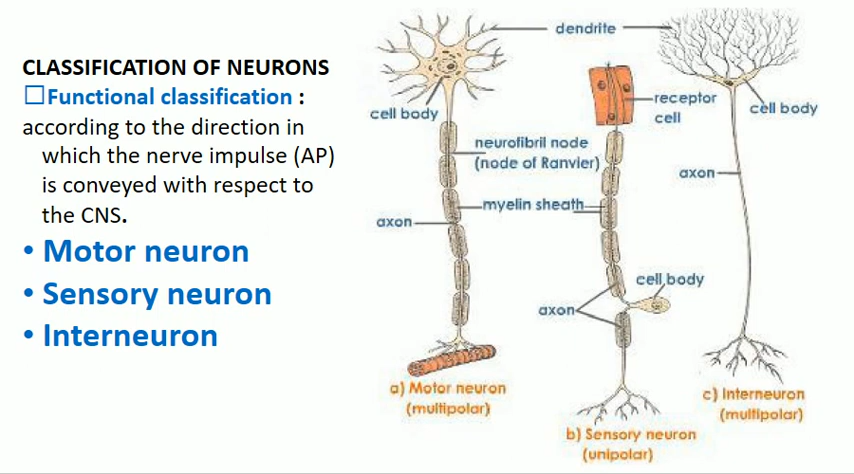 CLASSIFICATION OF NEURONS
☐Functional classification :
according to the direction in
which the nerve impulse (AP)
is conveyed with respect to
the CNS.
• Motor neuron
• Sensory neuron
• Interneuron
dendrite
cell body
neurofibril node
(node of Ranvier)
myelin sheath
axon
a) Motor neuron
(multipolar)
receptor
cell
cell body
axon
b) Sensory neuron
(unipolar)
cell body
axon
c) Interneuron
(multipolar)